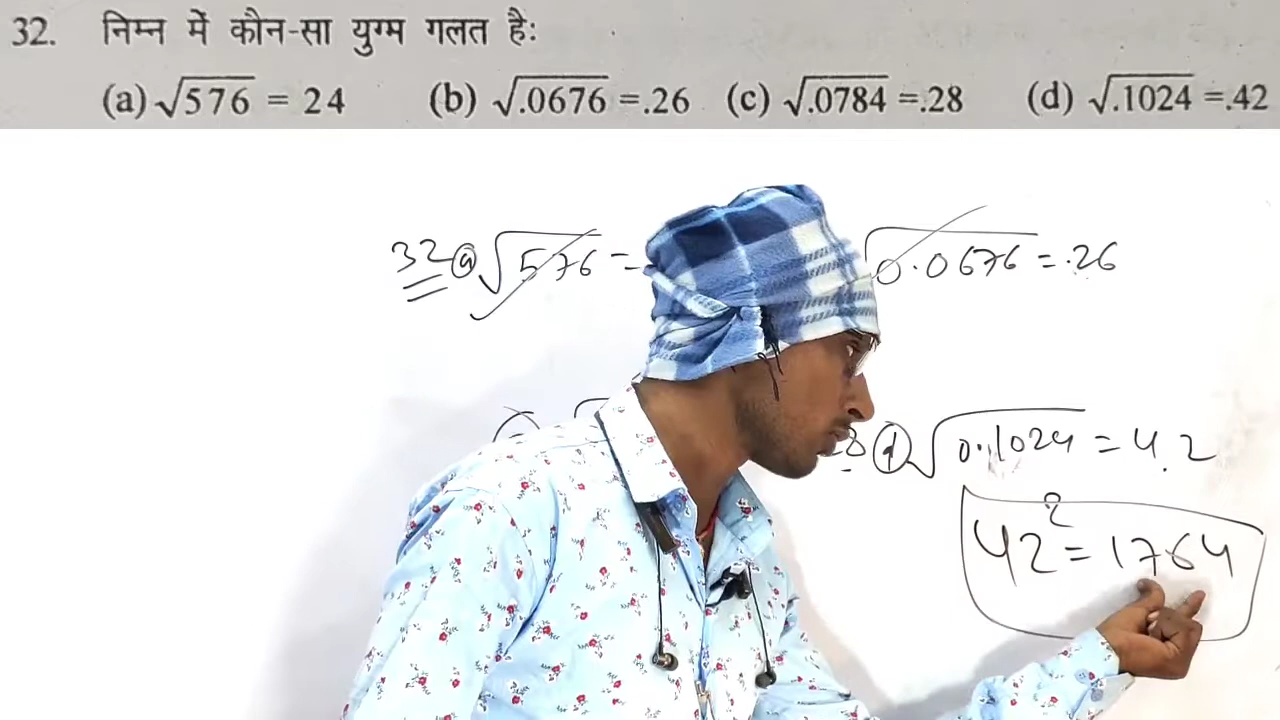 32. निम्न में कौन-सा युग्म गलत है:
(a) √576 = 24 (b) √.0676 =.26 (c) √.0784 =.28 (d) √.1024 =.42
32 (a) √576 = √0.0676 = .26
8 (d) √0.1024 = 4.2
42² = 1764